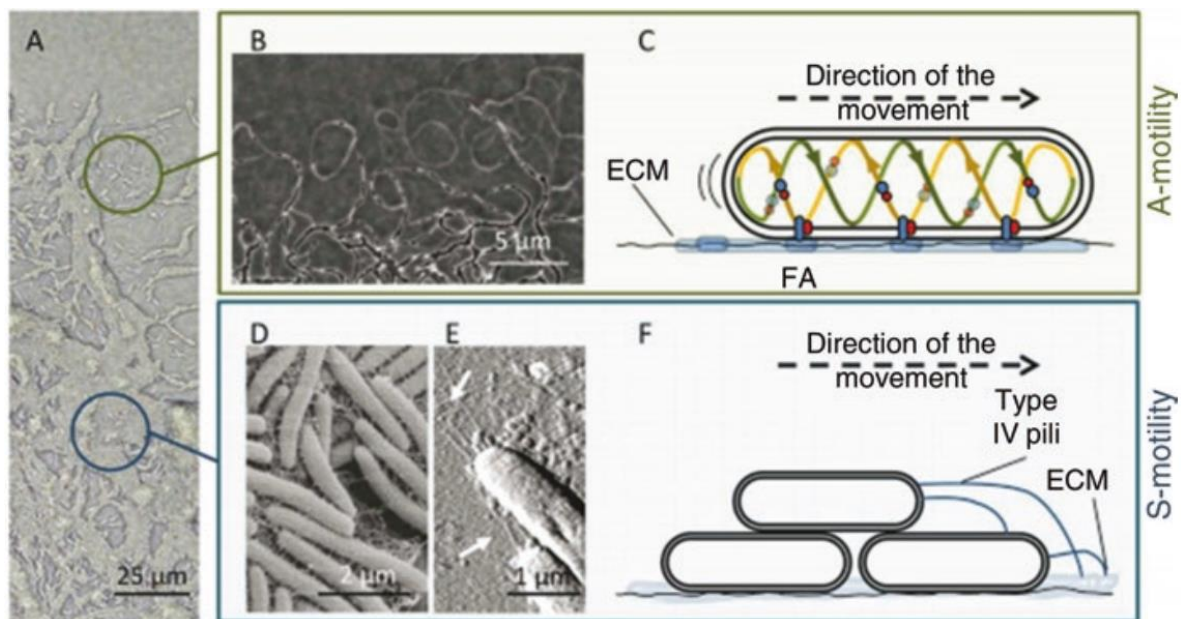 A
25 µm
B
5 µm
C
Direction of the
movement
ECM
FA
A-motility
D
2 µm
E
1 µm
F
Direction of the
movement
Type
IV pili
ECM
S-motility